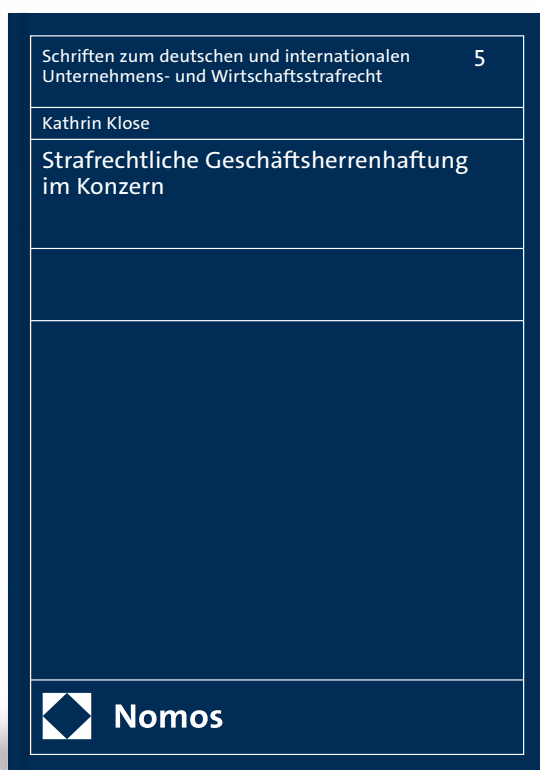 Schriften zum deutschen und internationalen
Unternehmens- und Wirtschaftsstrafrecht
5
Kathrin Klose
Strafrechtliche Geschäftsherrenhaftung
im Konzern
Nomos